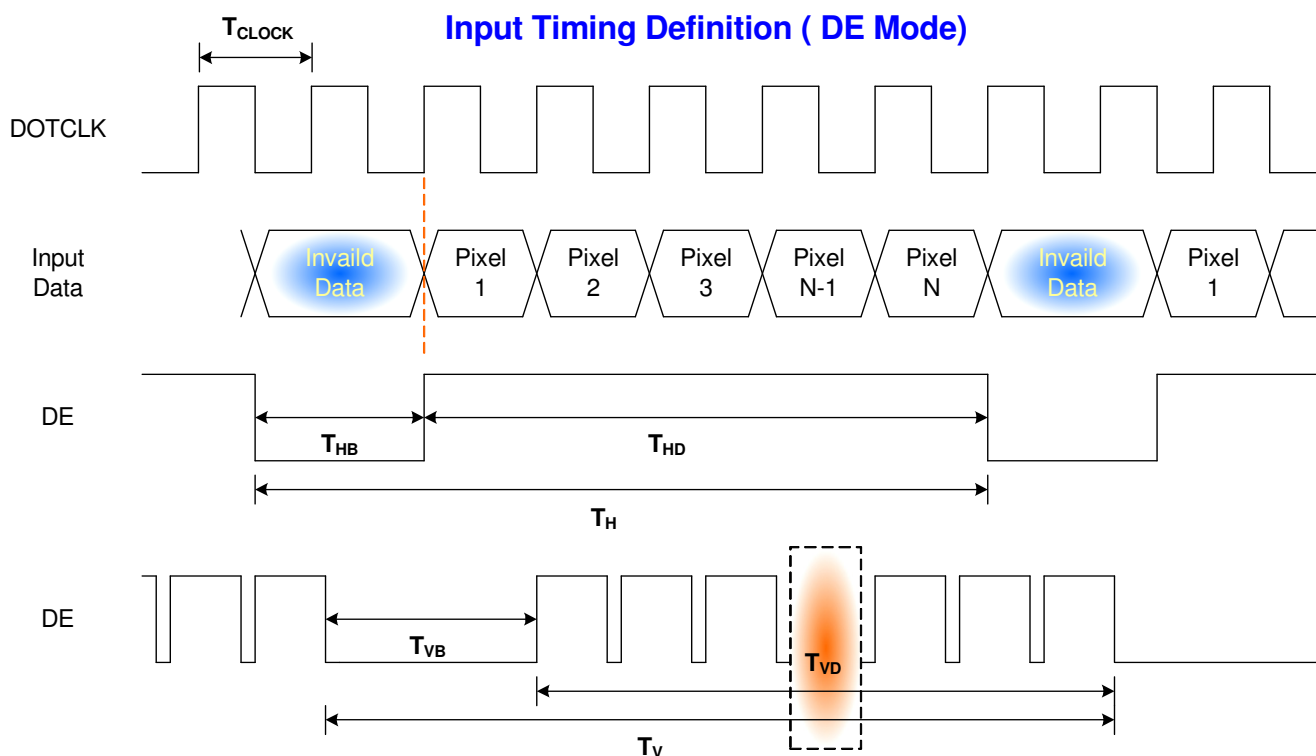 Input Timing Definition ( DE Mode)
TCLOCK
DOTCLK
Input
Data
Invaild
Data
Pixel
1
Pixel
2
Pixel
3
Pixel
N-1
Pixel
N
Invaild
Data
Pixel
1
DE
THB
THD
TH
DE
TVB
TVD
TV